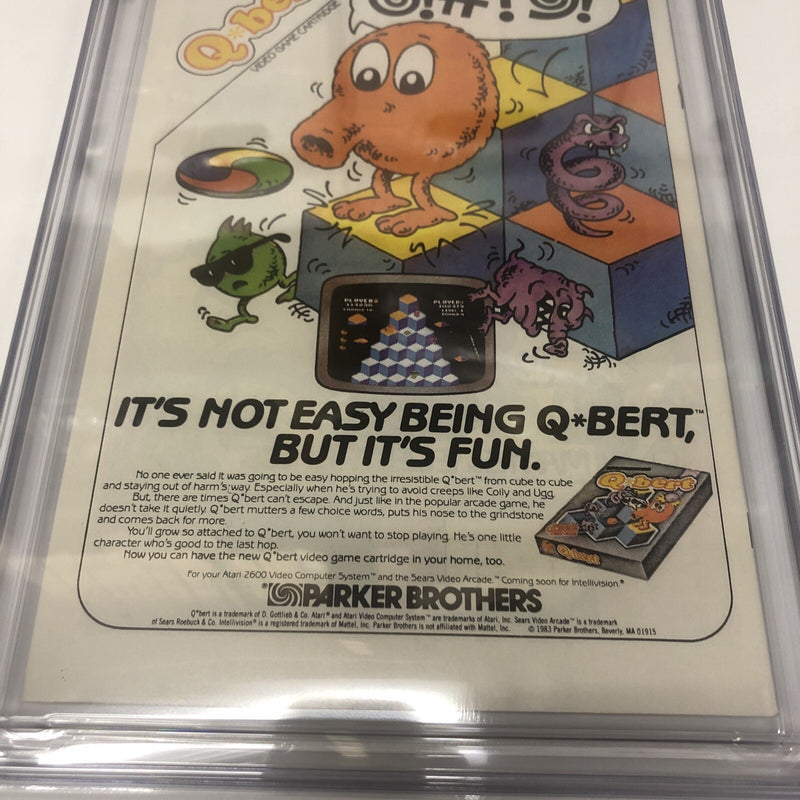 Q*be
VIDEO GAME CARTRIDGE
@!#?@!
IT'S NOT EASY BEING Q*BERT,™
BUT IT'S FUN.
No one ever said it was going to be easy hopping the irresistible Q*bert™ from cube to cube
and staying out of harm's way. Especially when he's trying to avoid creeps like Coily and Ugg.
But, there are times Q*bert can't escape. And just like in the popular arcade game, he
doesn't take it quietly. Q*bert mutters a few choice words, puts his nose to the grindstone
and comes back for more.
You'll grow so attached to Q*bert, you won't want to stop playing. He's one little
character who's good to the last hop.
Now you can have the new Q*bert video game cartridge in your home, too.
Q*bert
Q*bert
For your Atari 2600 Video Computer System™ and the Sears Video Arcade.™ Coming soon for Intellivision.®
PARKER BROTHERS
Q*bert is a trademark of D. Gottlieb & Co. Atari® and Atari Video Computer System™ are trademarks of Atari, Inc. Sears Video Arcade™ is a trademark
of Sears Roebuck & Co. Intellivision® is a registered trademark of Mattel, Inc. Parker Brothers is not affiliated with Mattel, Inc. © 1983 Parker Brothers, Beverly, MA 01915